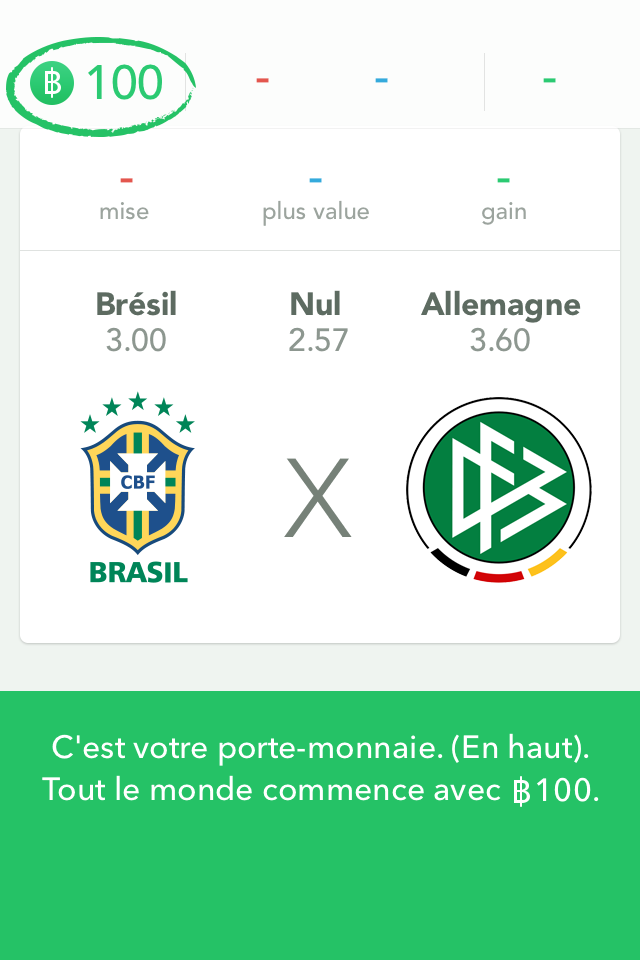 ฿ 100 - - -
- - -
mise plus value gain
Brésil Nul Allemagne
3.00 2.57 3.60
CBF X DFB
BRASIL
C'est votre porte-monnaie. (En haut).
Tout le monde commence avec ฿100.